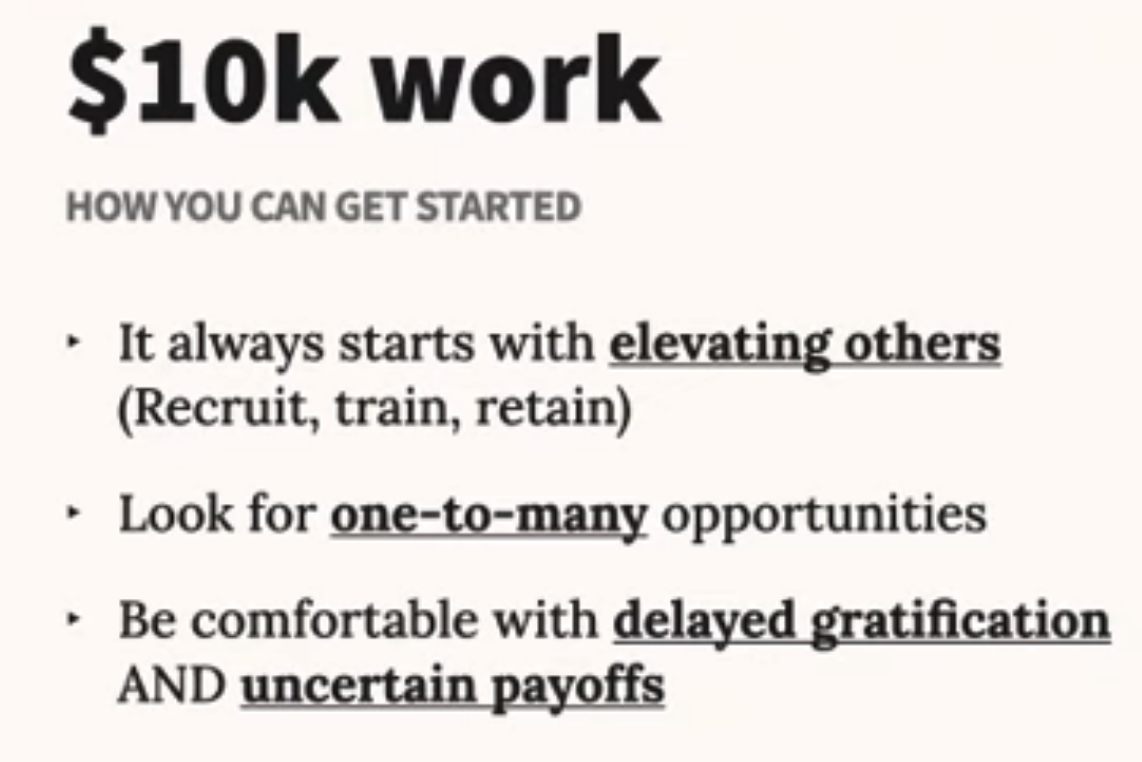 $10k work
HOW YOU CAN GET STARTED
‣ It always starts with elevating others
(Recruit, train, retain)
‣ Look for one-to-many opportunities
‣ Be comfortable with delayed gratification
AND uncertain payoffs